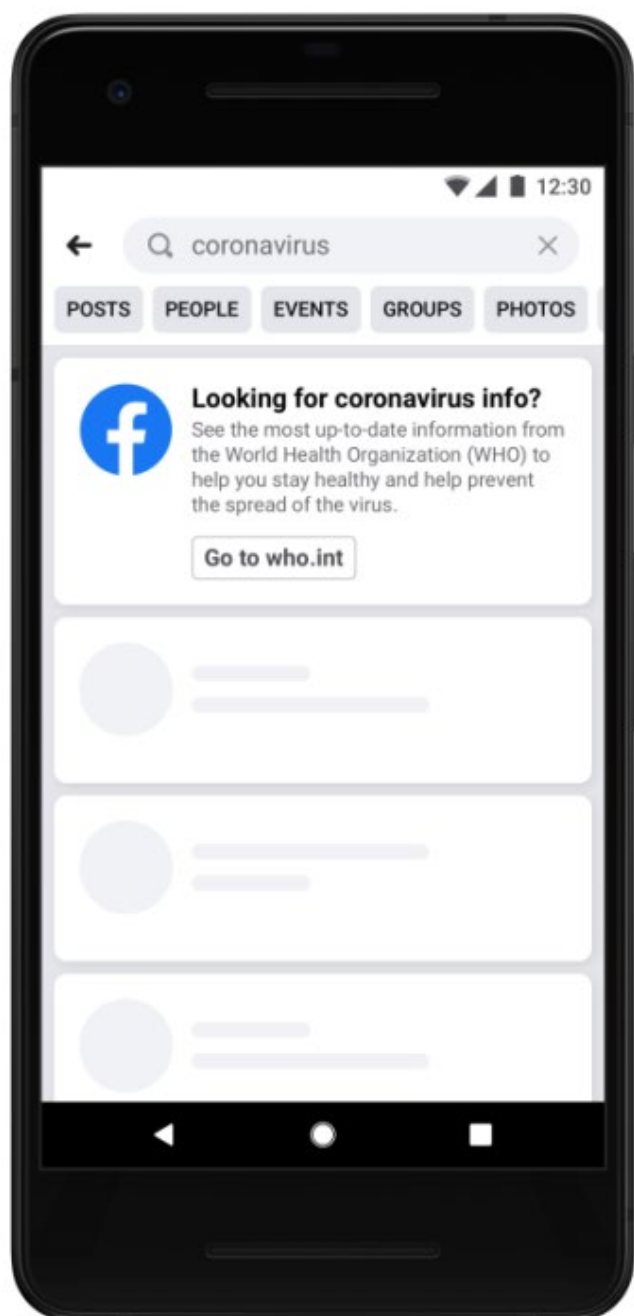 12:30
coronavirus
POSTS PEOPLE EVENTS GROUPS PHOTOS
Looking for coronavirus info?
See the most up-to-date information from
the World Health Organization (WHO) to
help you stay healthy and help prevent
the spread of the virus.
Go to who.int